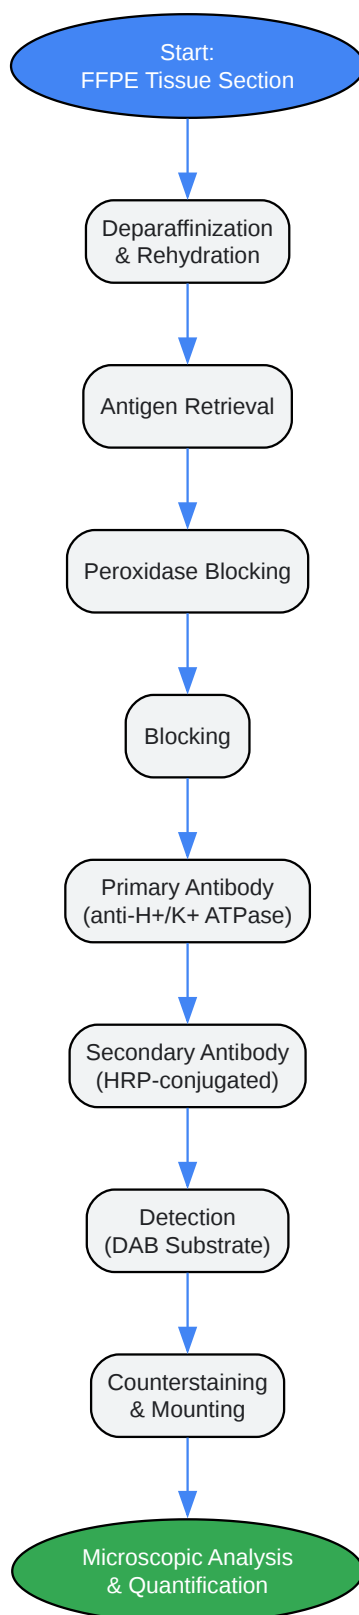 Start:
FFPE Tissue Section
Deparaffinization
& Rehydration
Antigen Retrieval
Peroxidase Blocking
Blocking
Primary Antibody
(anti-H+/K+ ATPase)
Secondary Antibody
(HRP-conjugated)
Detection
(DAB Substrate)
Counterstaining
& Mounting
Microscopic Analysis
& Quantification